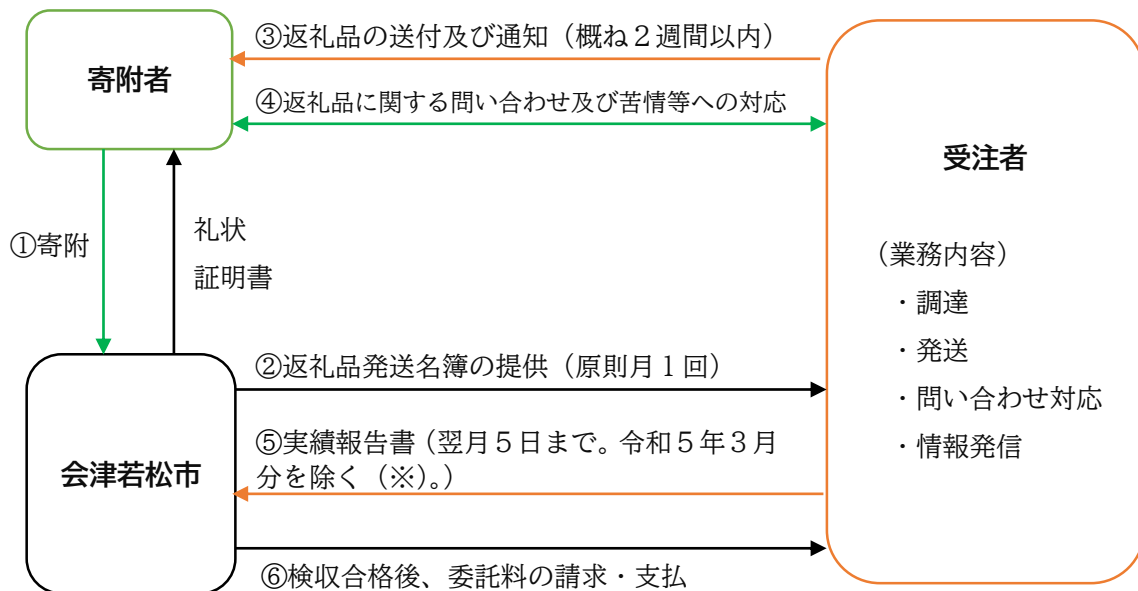 ③返礼品の送付及び通知（概ね２週間以内）
寄附者
④返礼品に関する問い合わせ及び苦情等への対応
受注者
①寄附
礼状
証明書
（業務内容）
・調達
・発送
・問い合わせ対応
・情報発信
②返礼品発送名簿の提供（原則月１回）
⑤実績報告書（翌月５日まで。令和５年３月
分を除く（※）。）
会津若松市
⑥検収合格後、委託料の請求・支払